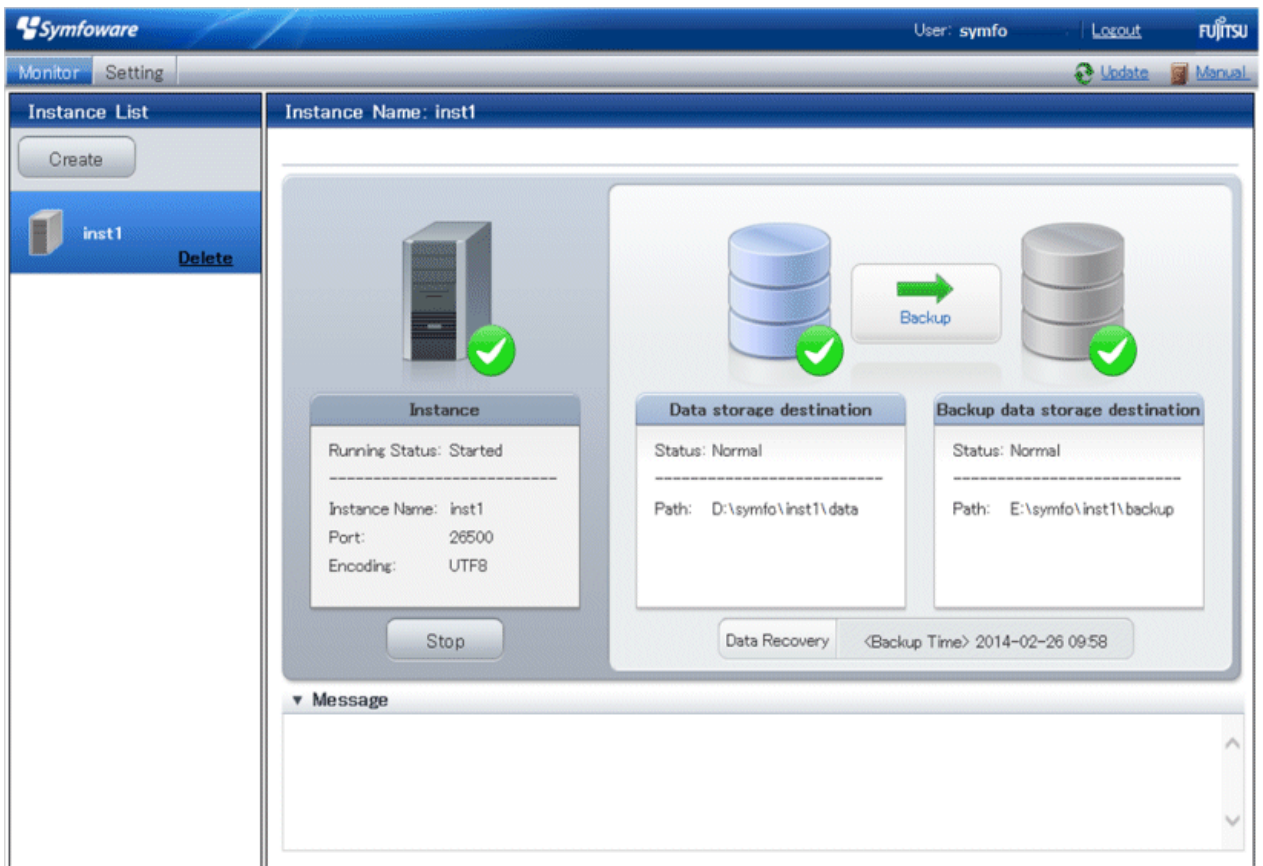 Symfoware
User: symfo
Logout
FUJITSU
Monitor Setting
Update Manual
Instance List
Create
inst1
Delete
Instance Name: inst1
Backup
Instance
Running Status: Started
--------------------------
Instance Name: inst1
Port: 26500
Encoding: UTF8
Stop
Data storage destination
Status: Normal
--------------------------
Path: D:\symfo\inst1\data
Backup data storage destination
Status: Normal
--------------------------
Path: E:\symfo\inst1\backup
Data Recovery <Backup Time> 2014-02-26 09:58
▼ Message